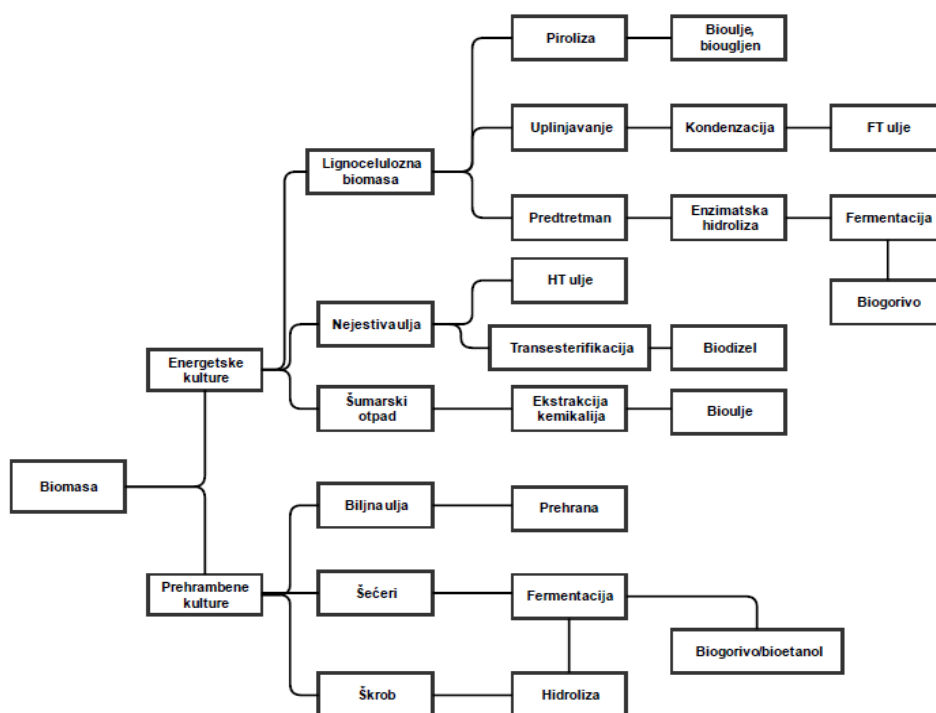 Piroliza
Bioulje,
biougljen
Uplinjavanje
Kondenzacija
FT ulje
Lignocelulozna
biomasa
Predtretman
Enzimatska
hidroliza
Fermentacija
HT ulje
Biogorivo
Nejestiva ulja
Transesterifikacija
Biodizel
Energetske
kulture
Šumarski
otpad
Ekstrakcija
kemikalija
Bioulje
Biomasa
Biljna ulja
Prehrana
Prehrambene
kulture
Šećeri
Fermentacija
Biogorivo/bioetanol
Škrob
Hidroliza